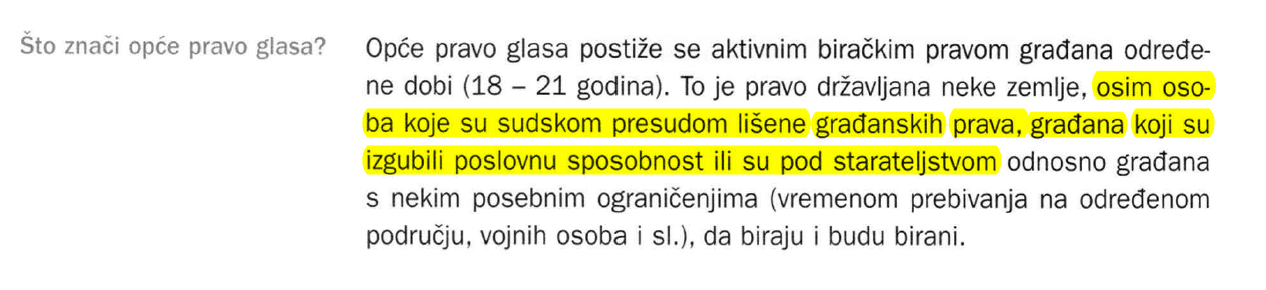 Što znači opće pravo glasa?
Opće pravo glasa postiže se aktivnim biračkim pravom građana određe-
ne dobi (18 – 21 godina). To je pravo državljana neke zemlje, osim oso-
ba koje su sudskom presudom lišene građanskih prava, građana koji su
izgubili poslovnu sposobnost ili su pod starateljstvom odnosno građana
s nekim posebnim ograničenjima (vremenom prebivanja na određenom
području, vojnih osoba i sl.), da biraju i budu birani.